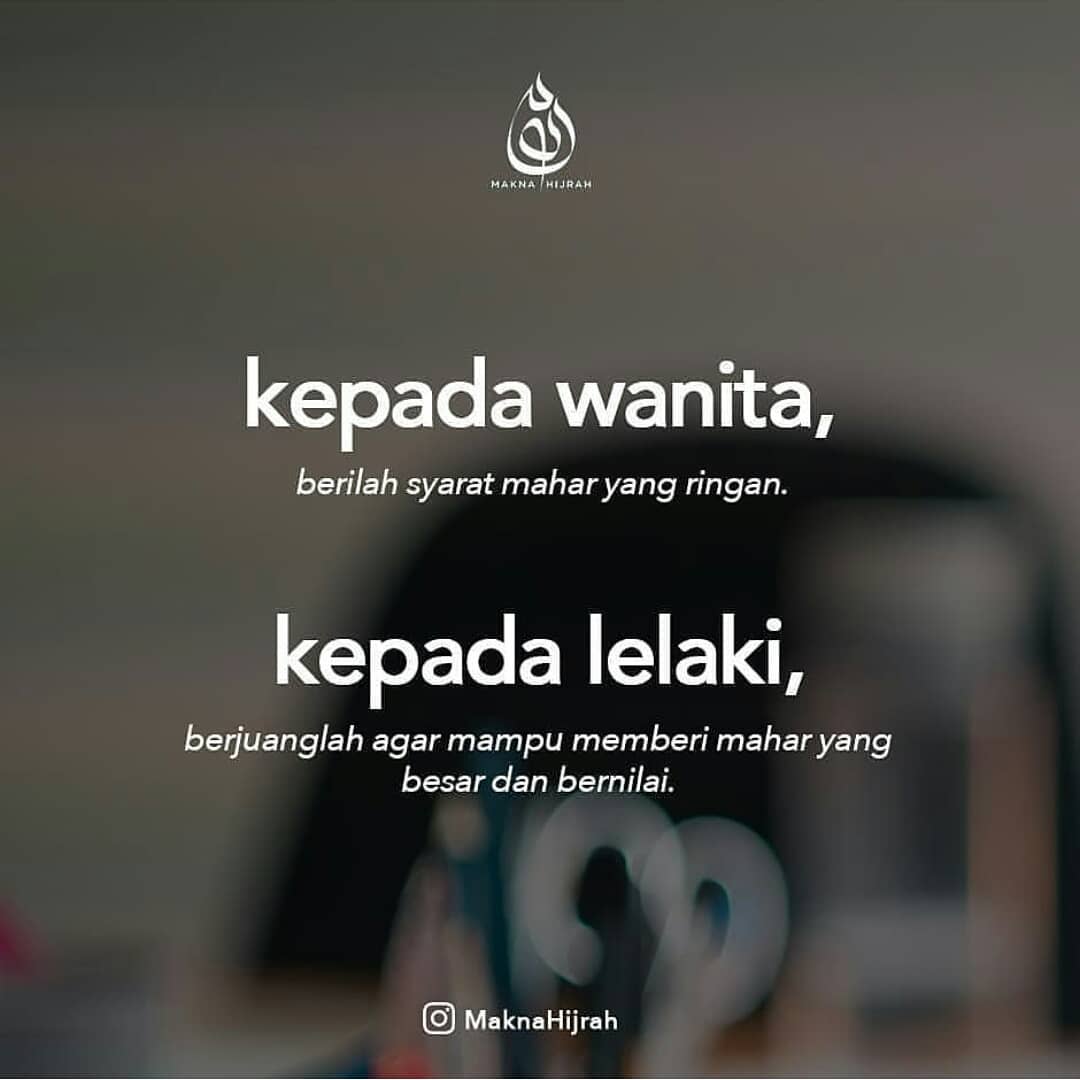 MAKNA HIJRAH
kepada wanita,
berilah syarat mahar yang ringan.
kepada lelaki,
berjuanglah agar mampu memberi mahar yang
besar dan bernilai.
MaknaHijrah